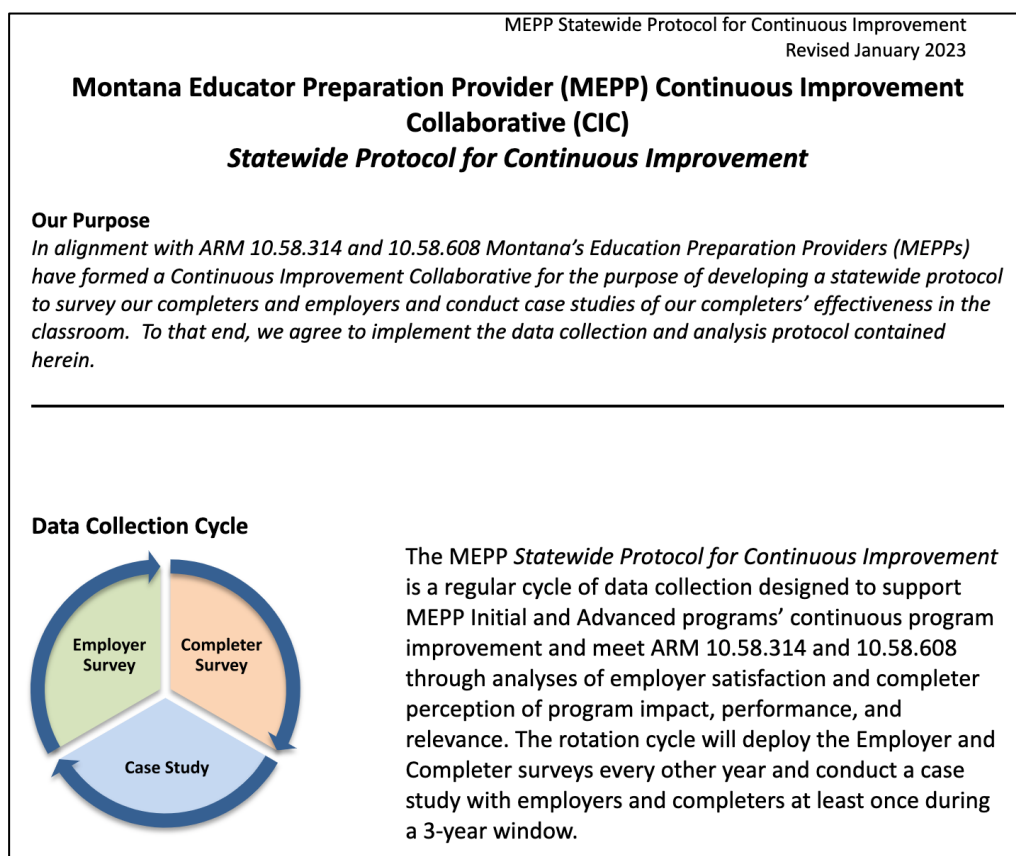 MEPP Statewide Protocol for Continuous Improvement
Revised January 2023
Montana Educator Preparation Provider (MEPP) Continuous Improvement
Collaborative (CIC)
Statewide Protocol for Continuous Improvement
Our Purpose
In alignment with ARM 10.58.314 and 10.58.608 Montana’s Education Preparation Providers (MEPPs)
have formed a Continuous Improvement Collaborative for the purpose of developing a statewide protocol
to survey our completers and employers and conduct case studies of our completers’ effectiveness in the
classroom.  To that end, we agree to implement the data collection and analysis protocol contained
herein.
Data Collection Cycle
Employer
Survey
Completer
Survey
Case Study
The MEPP Statewide Protocol for Continuous Improvement
is a regular cycle of data collection designed to support
MEPP Initial and Advanced programs’ continuous program
improvement and meet ARM 10.58.314 and 10.58.608
through analyses of employer satisfaction and completer
perception of program impact, performance, and
relevance. The rotation cycle will deploy the Employer and
Completer surveys every other year and conduct a case
study with employers and completers at least once during
a 3-year window.